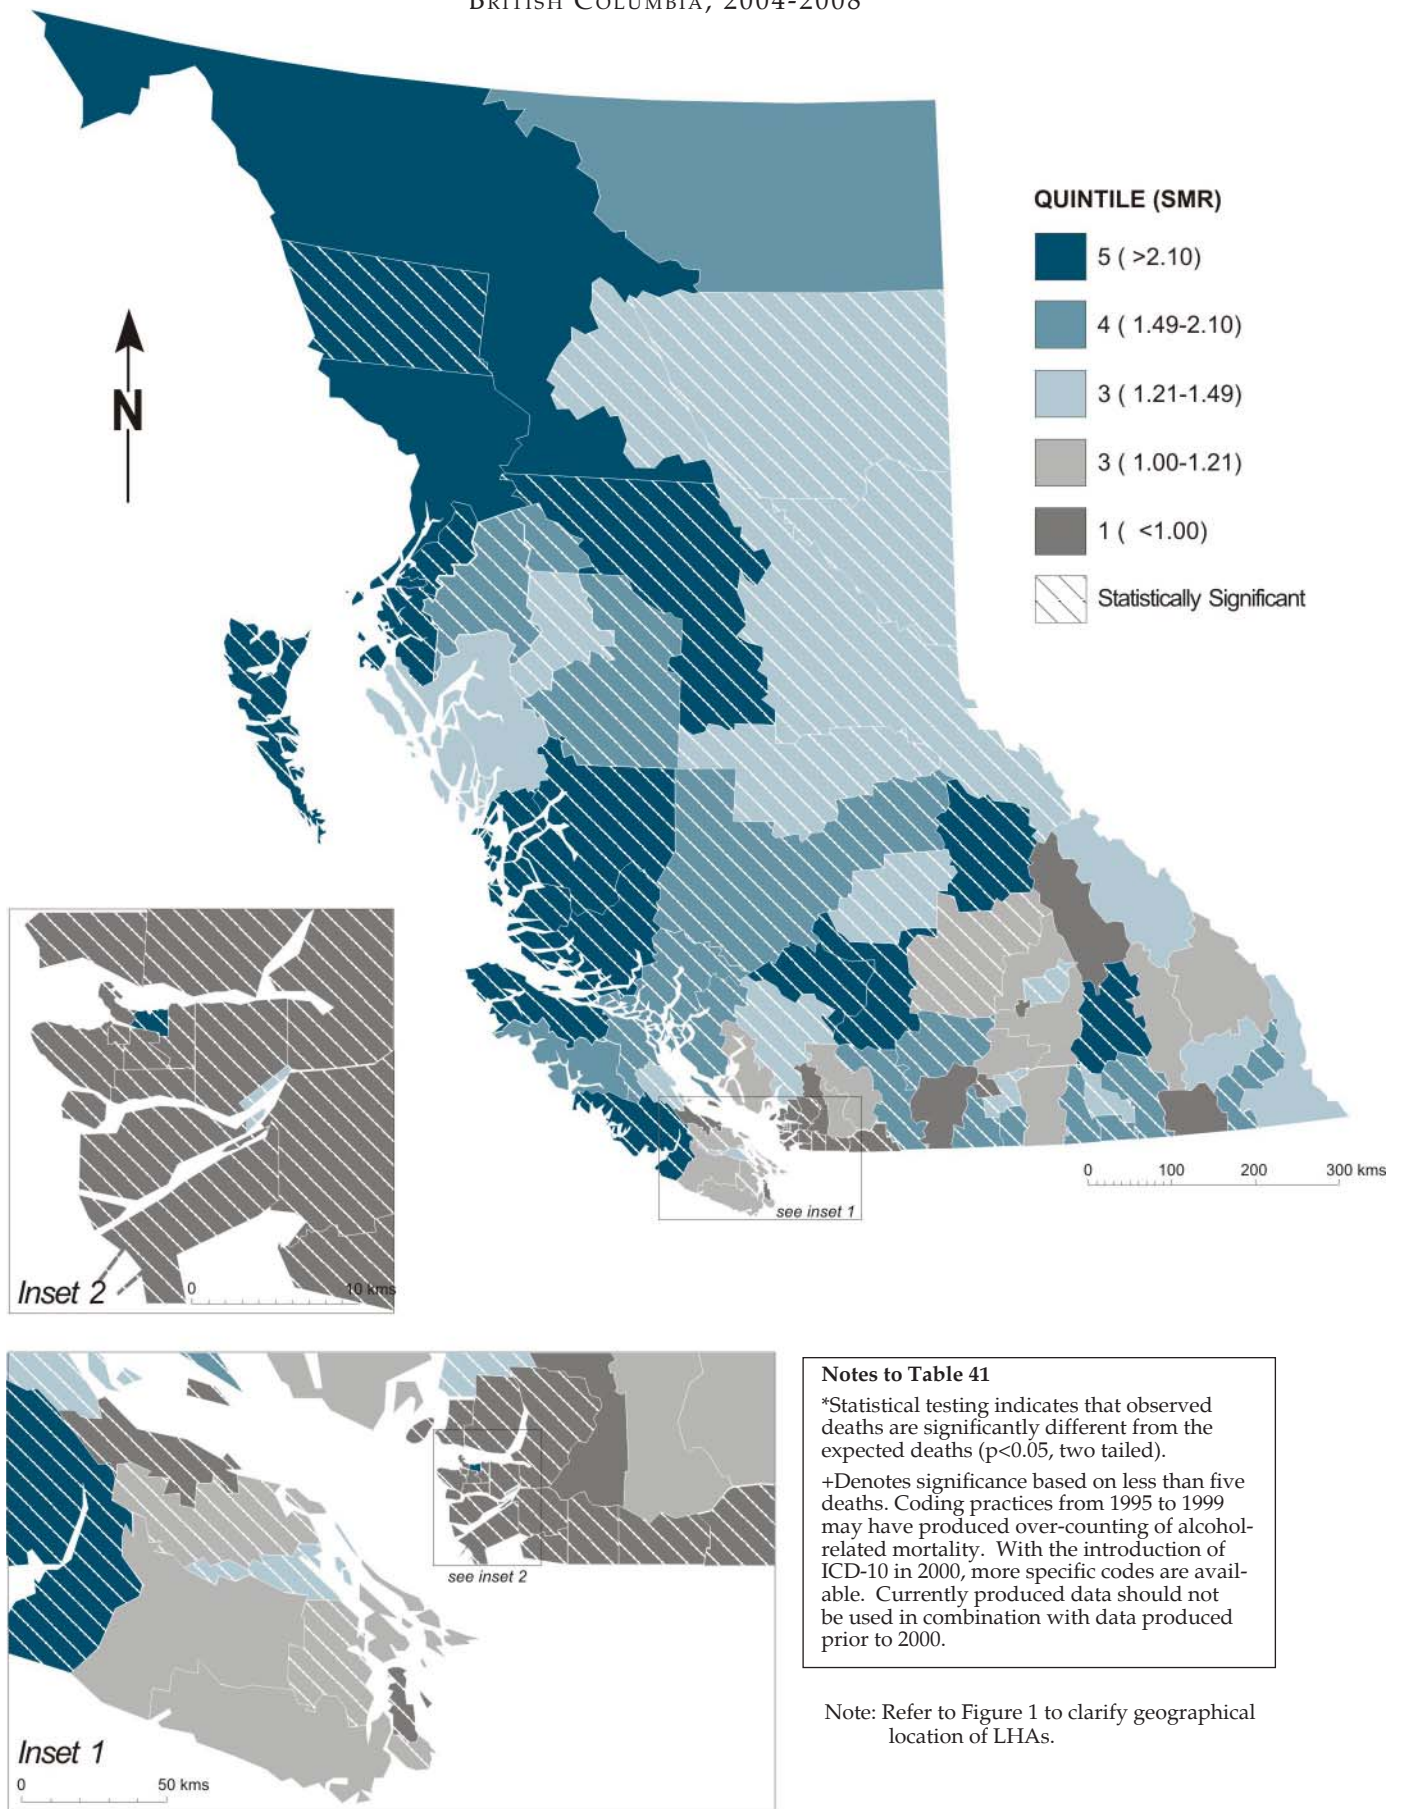 BRITISH COLUMBIA, 2004-2008
QUINTILE (SMR)
5 ( >2.10)
4 ( 1.49-2.10)
3 ( 1.21-1.49)
3 ( 1.00-1.21)
1 ( <1.00)
Statistically Significant
N
0 100 200 300 kms
see inset 1
Inset 2
0 10 kms
see inset 2
Inset 1
0 50 kms
Notes to Table 41
*Statistical testing indicates that observed
deaths are significantly different from the
expected deaths (p<0.05, two tailed).
+Denotes significance based on less than five
deaths. Coding practices from 1995 to 1999
may have produced over-counting of alcohol-
related mortality. With the introduction of
ICD-10 in 2000, more specific codes are avail-
able. Currently produced data should not
be used in combination with data produced
prior to 2000.
Note: Refer to Figure 1 to clarify geographical
location of LHAs.